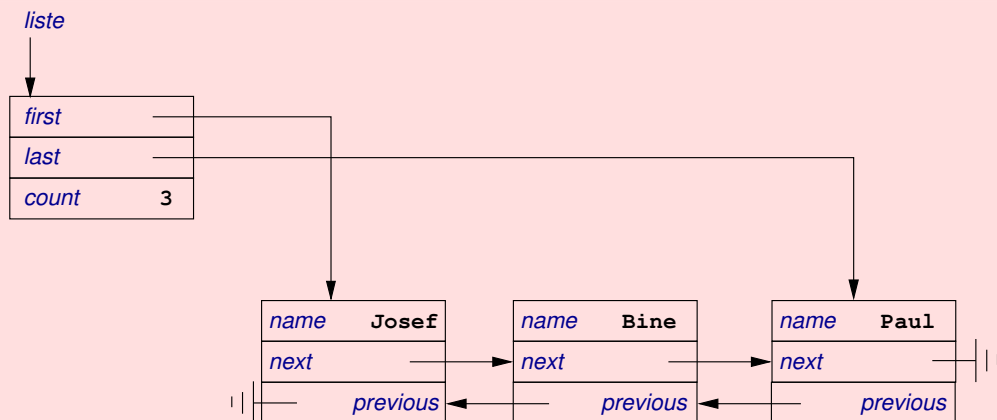 liste
first
last
count 3
name Josef name Bine name Paul
next next next
previous previous previous